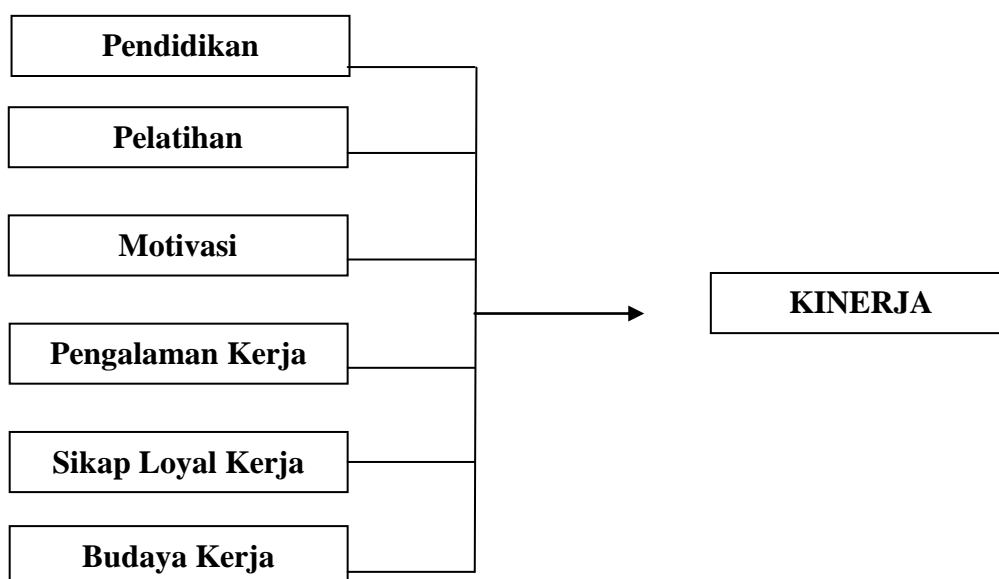 Pendidikan
Pelatihan
Motivasi
Pengalaman Kerja
Sikap Loyal Kerja
Budaya Kerja
KINERJA